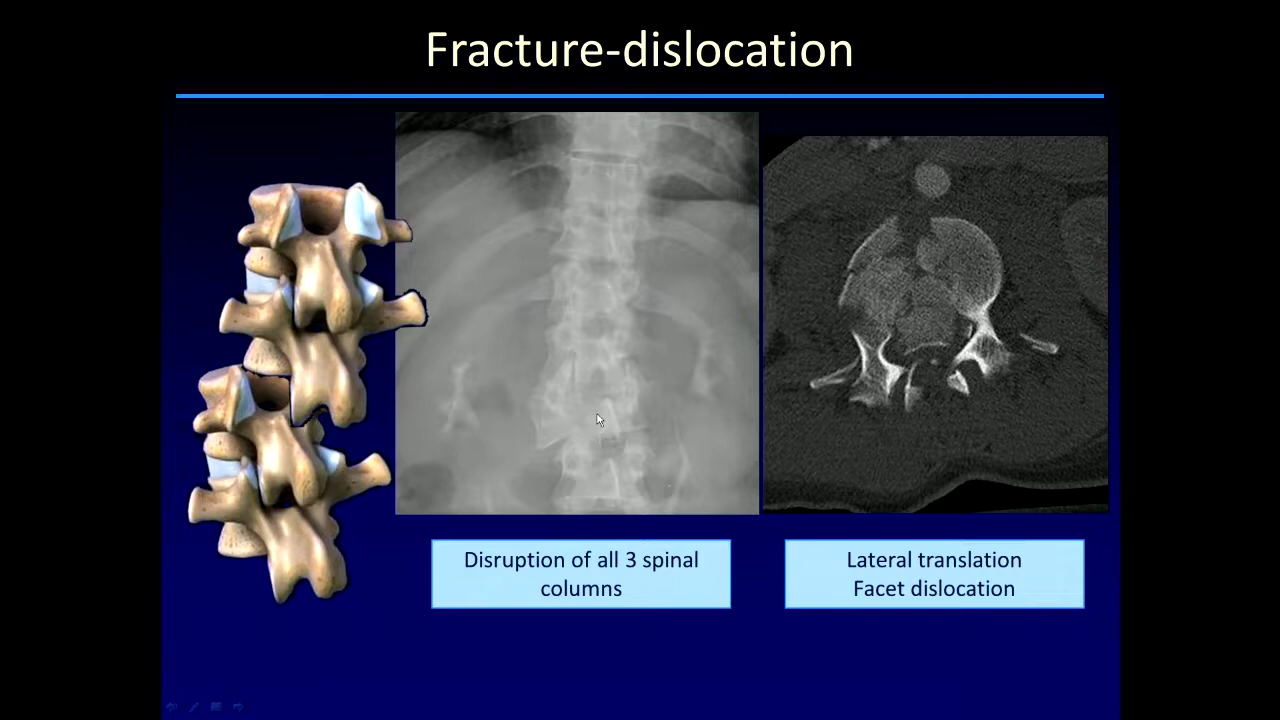 Fracture-dislocation
Disruption of all 3 spinal
columns
Lateral translation
Facet dislocation